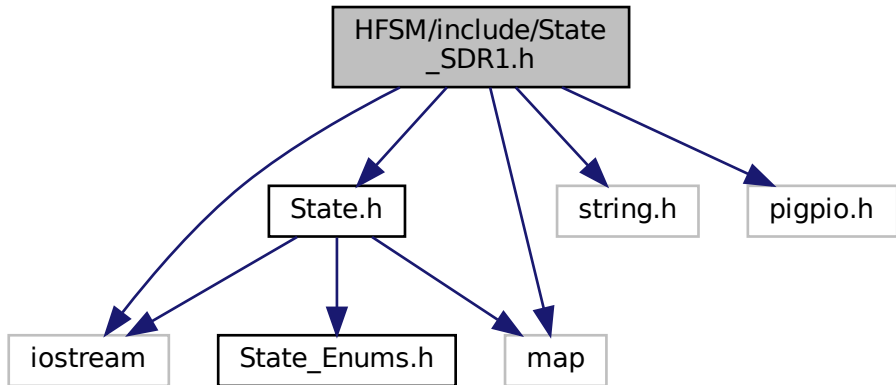 HFSM/include/State
_SDR1.h
State.h
string.h
pigpio.h
iostream
State_Enums.h
map